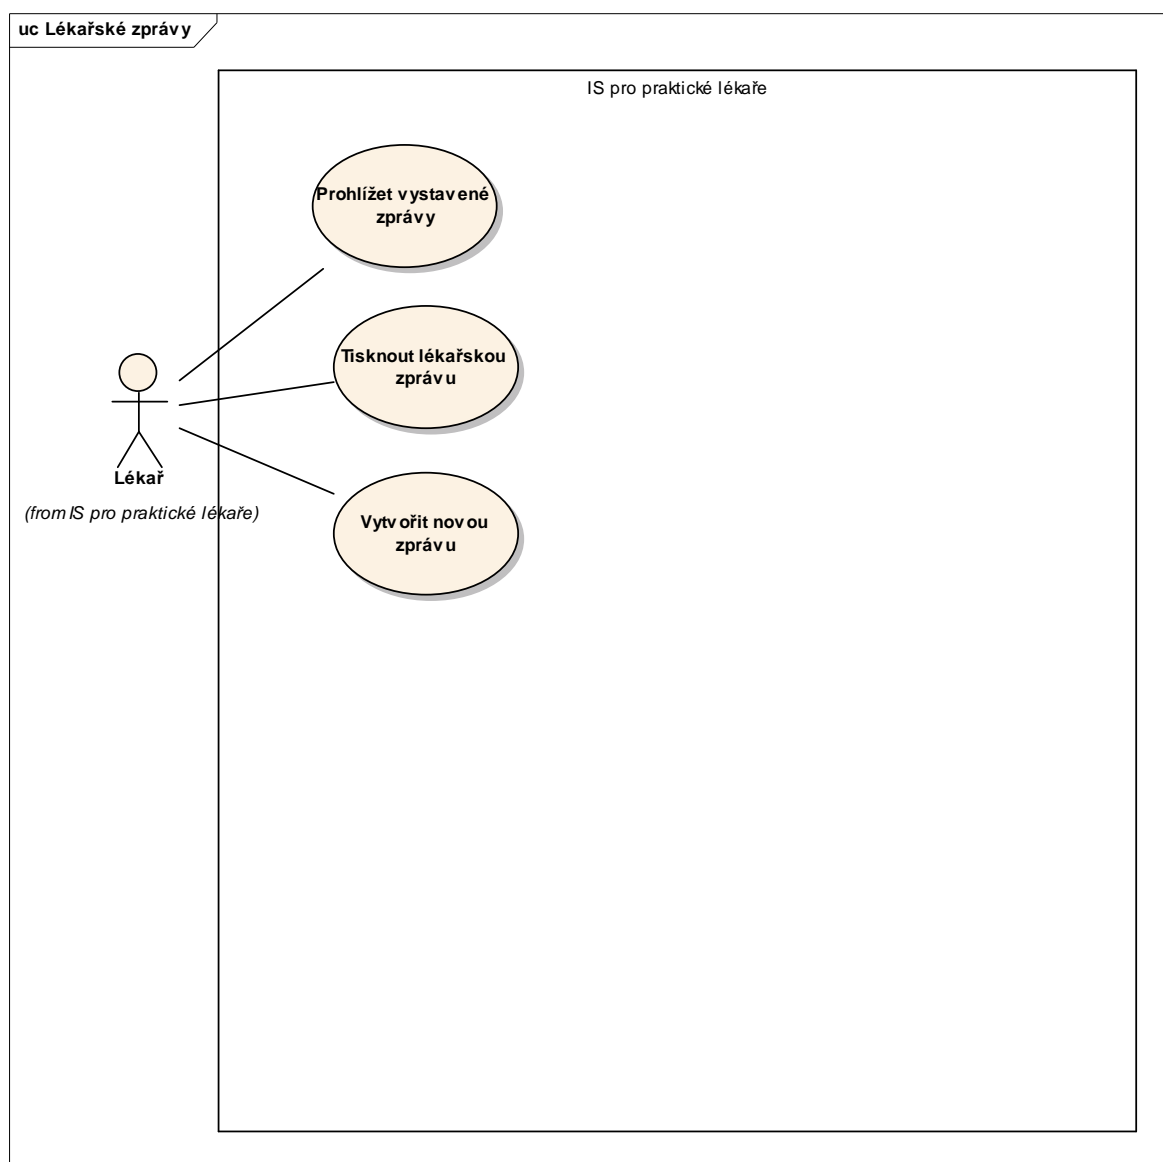 uc Lékařské zprávy
IS pro praktické lékaře
Prohlížet vystavené
zprávy
Tisknout lékařskou
zprávu
Lékař
(from IS pro praktické lékaře)
Vytvořit novou
zprávu